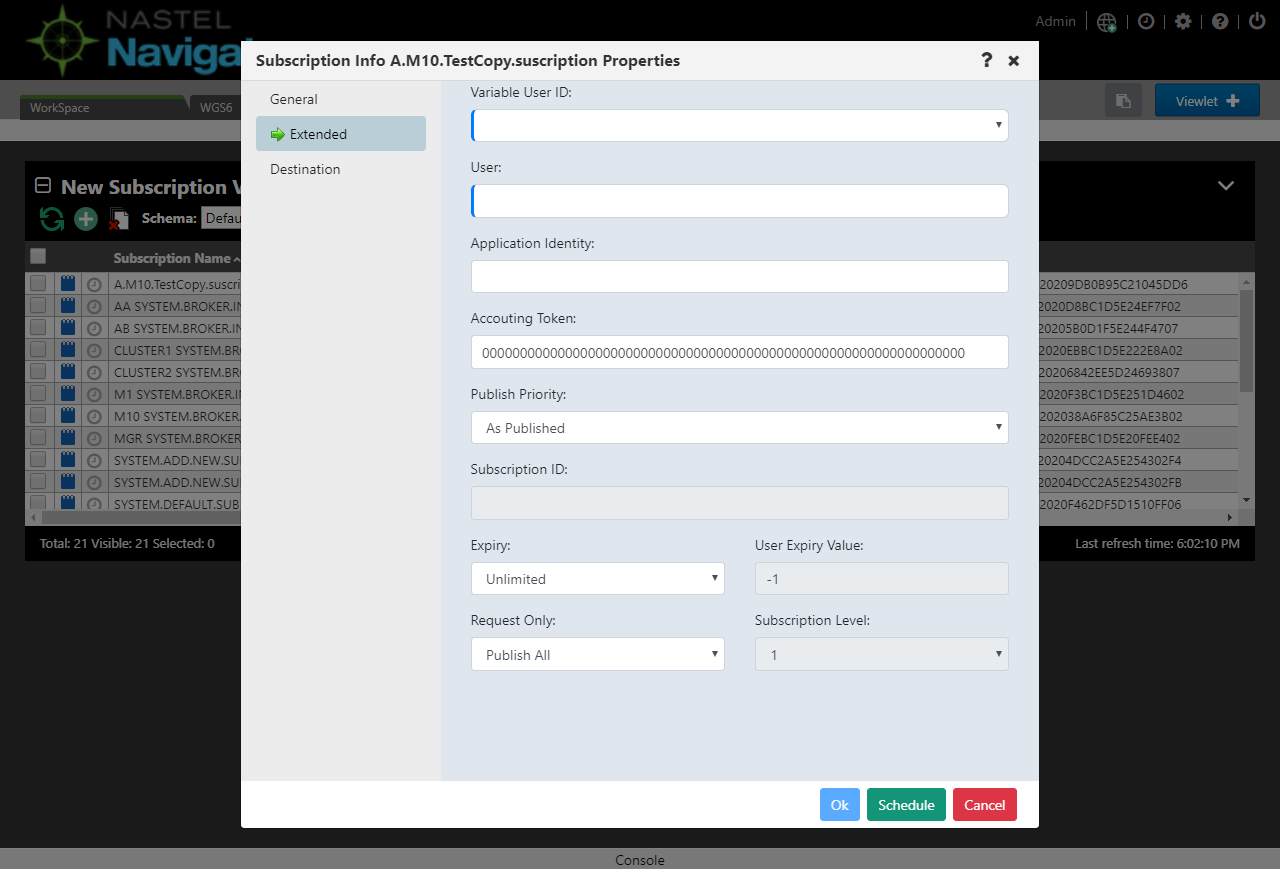 NASTEL
Naviga
Admin
WorkSpace
WGS6
Viewlet
Subscription Info A.M10.TestCopy.suscription Properties
General
Extended
Destination
Variable User ID:
User:
Application Identity:
Accouting Token:
Publish Priority:
As Published
Subscription ID:
Expiry:
User Expiry Value:
Unlimited
-1
Request Only:
Subscription Level:
Publish All
1
Ok
Schedule
Cancel
New Subscription
Schema:
Defau
Subscription Name
A.M10.TestCopy.suscri
20209DB0B95C21045DD6
AA SYSTEM.BROKER.IN
2020D8BC1D5E24EF7F02
AB SYSTEM.BROKER.IN
20205B0D1F5E244F4707
CLUSTER1 SYSTEM.BR
2020EBBC1D5E222E8A02
CLUSTER2 SYSTEM.BR
20206842EE5D24693807
M1 SYSTEM.BROKER.I
2020F3BC1D5E251D4602
M10 SYSTEM.BROKER.
202038A6F85C25AE3B02
MGR SYSTEM.BROKER
2020FEBC1D5E20FEE402
SYSTEM.ADD.NEW.SU
20204DCC2A5E254302F4
SYSTEM.ADD.NEW.SU
20204DCC2A5E254302FB
SYSTEM.DEFAULT.SUB
2020F462DF5D1510FF06
Total: 21 Visible: 21 Selected: 0
Last refresh time: 6:02:10 PM
Console